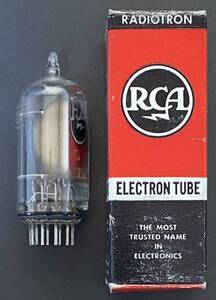 RADIOTRON
RCA
ELECTRON TUBE
THE MOST
TRUSTED NAME
IN
ELECTRONICS